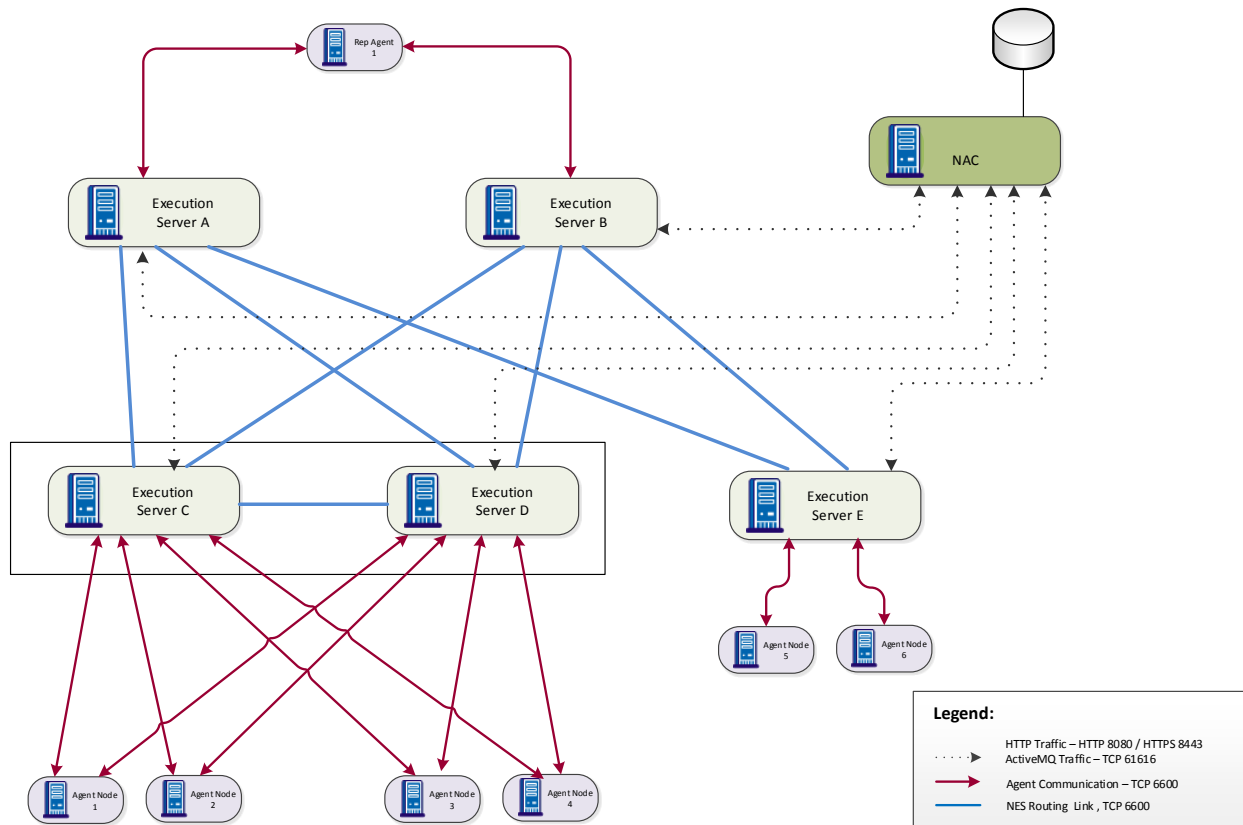 Rep Agent
1
NAC
Execution
Server A
Execution
Server B
Execution
Server C
Execution
Server D
Execution
Server E
Agent Node
5
Agent Node
6
Agent Node
1
Agent Node
2
Agent Node
3
Agent Node
4
Legend:
HTTP Traffic – HTTP 8080 / HTTPS 8443
ActiveMQ Traffic – TCP 61616
Agent Communication – TCP 6600
NES Routing Link , TCP 6600